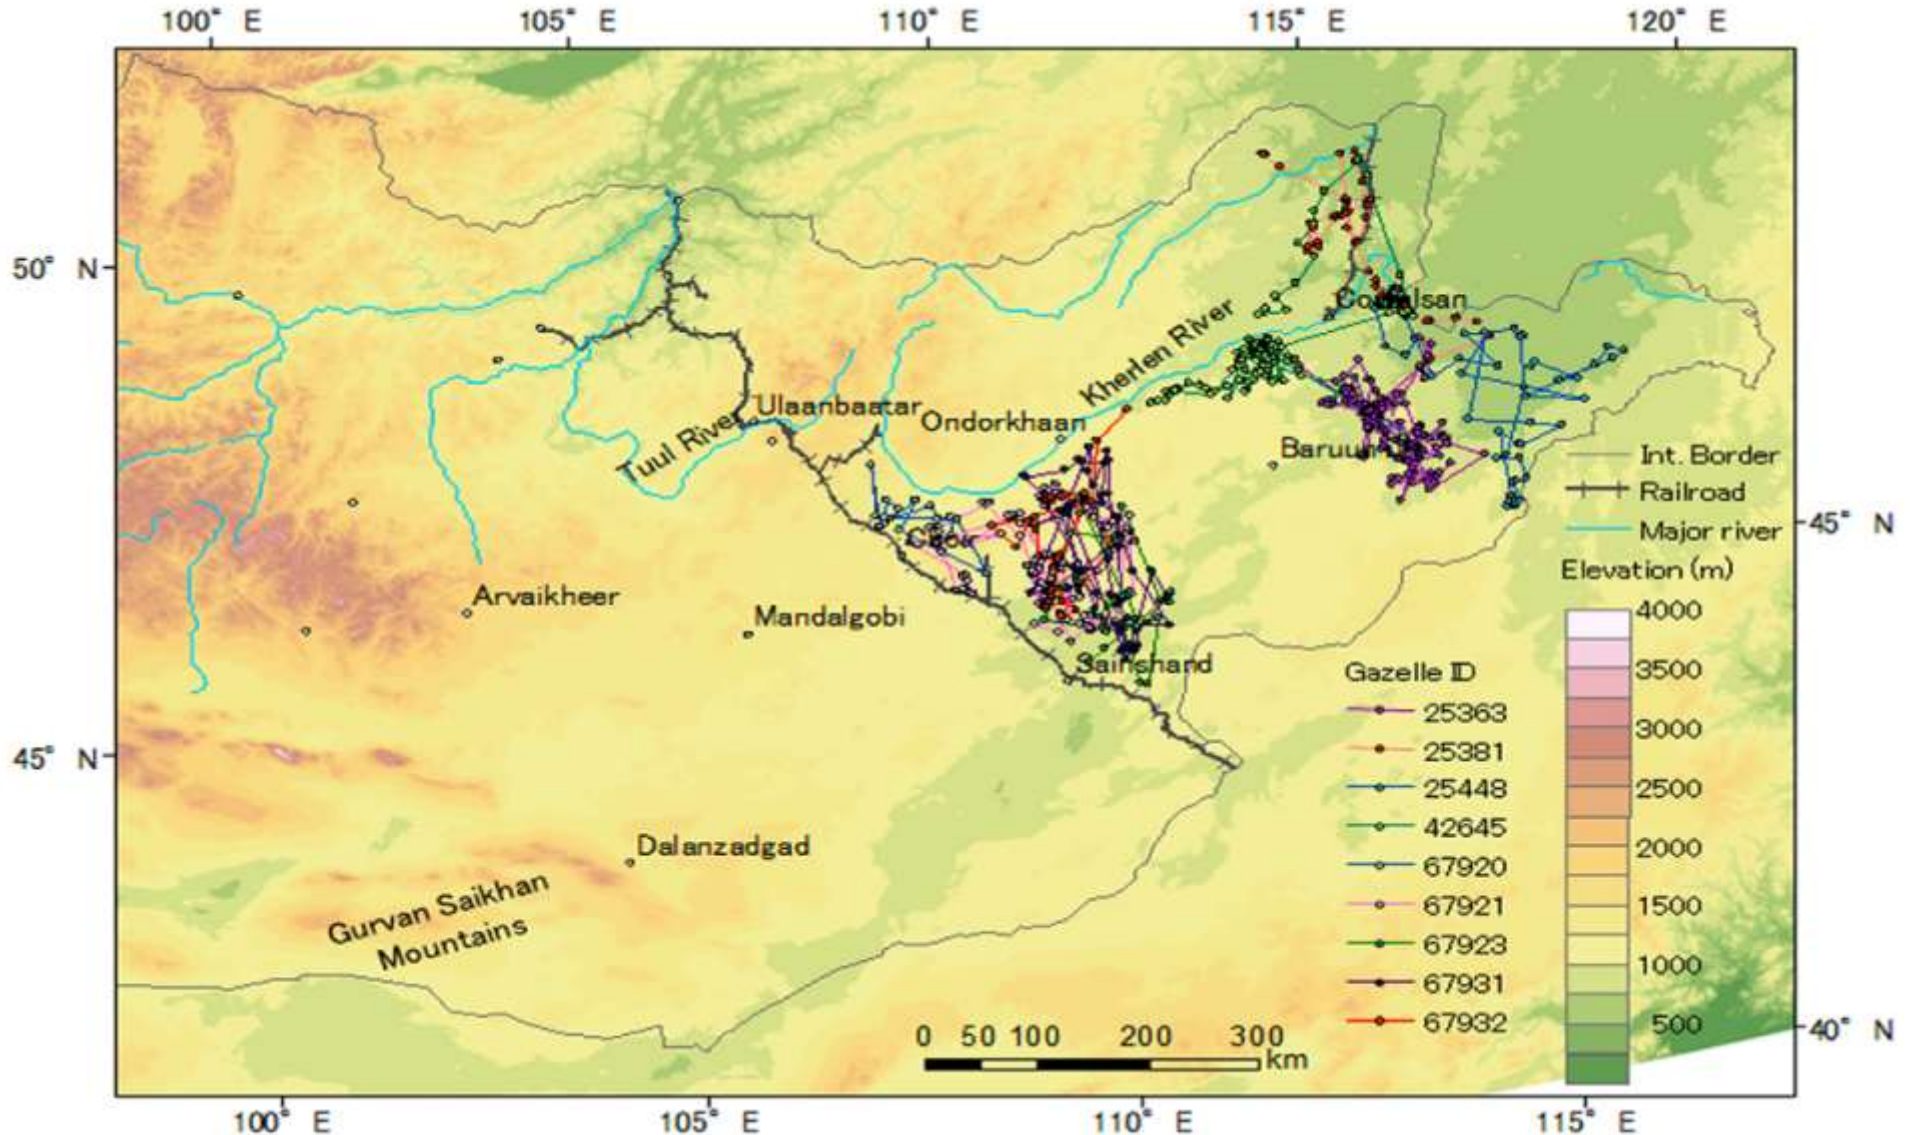 100° E 105° E 110° E 115° E 120° E
50° N
Kherlen River
Ulaanbaatar
Ondorkhaan
Tuul River
Baruun
Int. Border
Railroad
Major river
45° N
Elevation (m)
Arvaikheer
Mandalgobi
Sainshand
4000
3500
3000
2500
2000
1500
1000
500
Gazelle ID
25363
25381
25448
42645
67920
67921
67923
67931
67932
45° N
Dalanzadgad
Gurvan Saikhan
Mountains
0 50 100 200 300
km
40° N
100° E 105° E 110° E 115° E